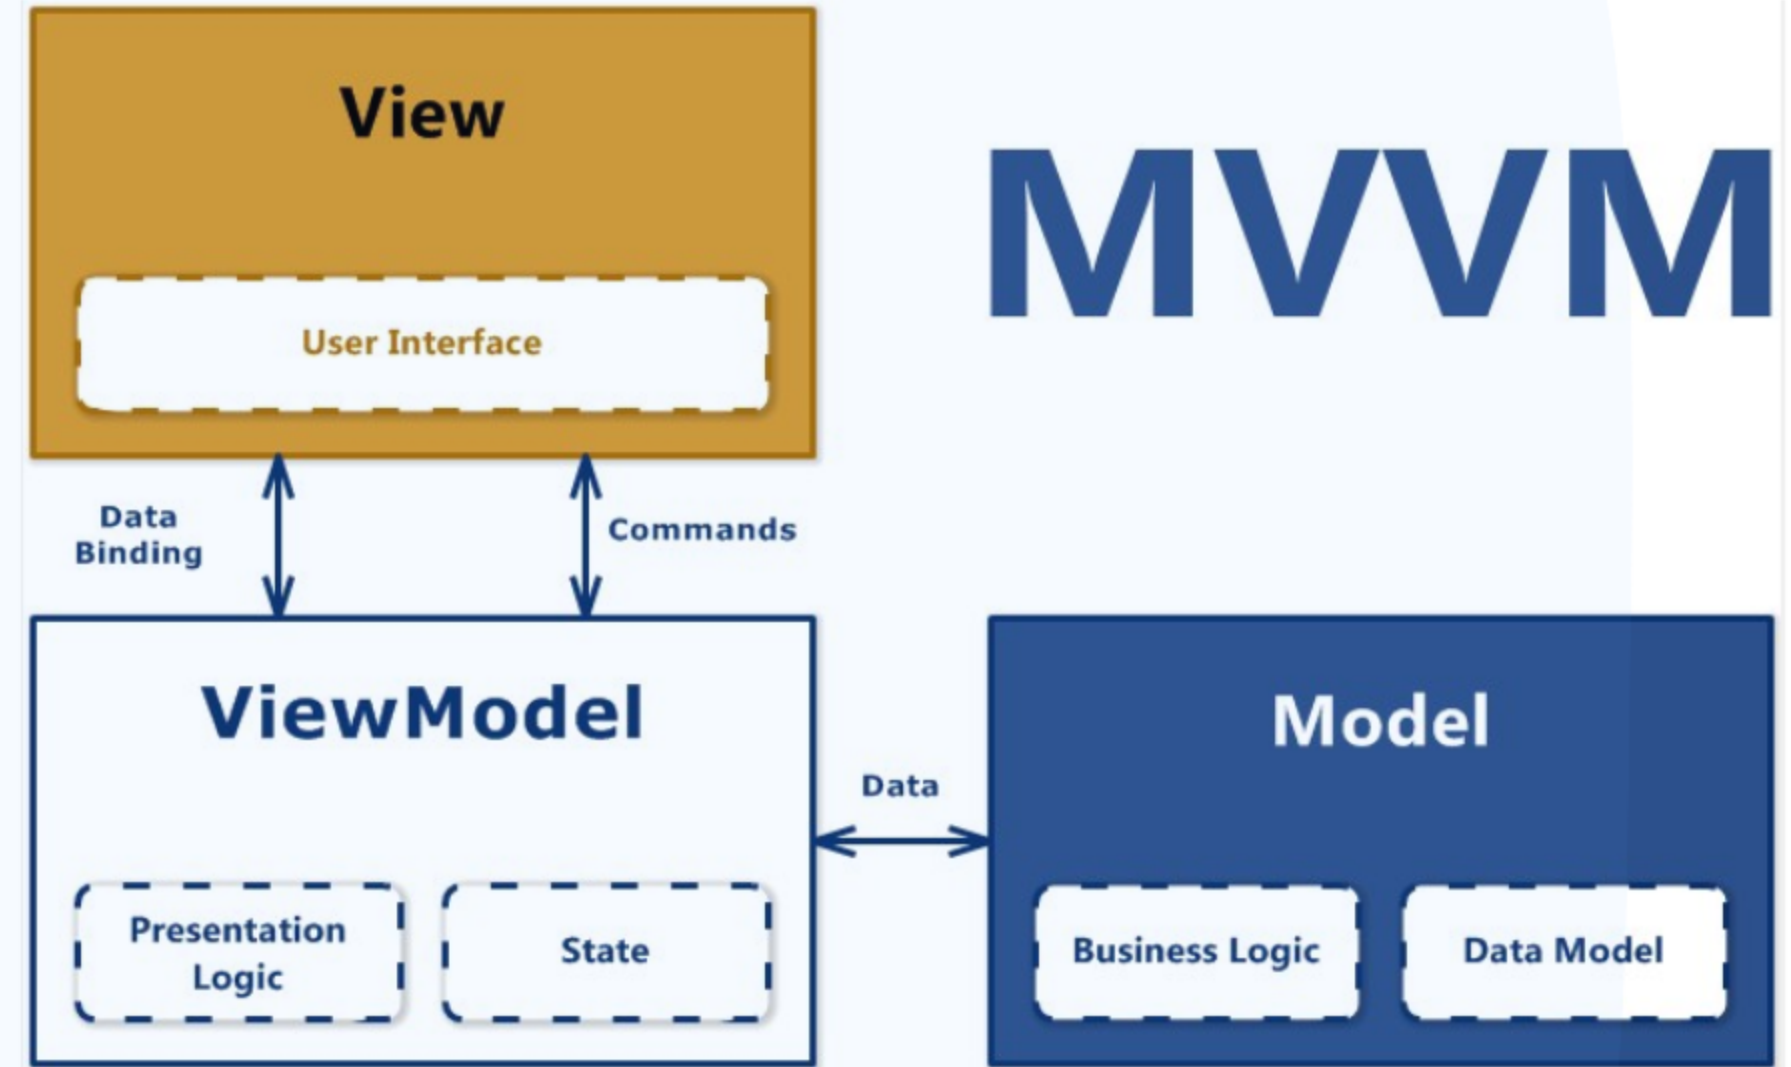 View
MVVM
User Interface
Data
Binding
Commands
ViewModel
Model
Data
Presentation
Logic
State
Business Logic
Data Model